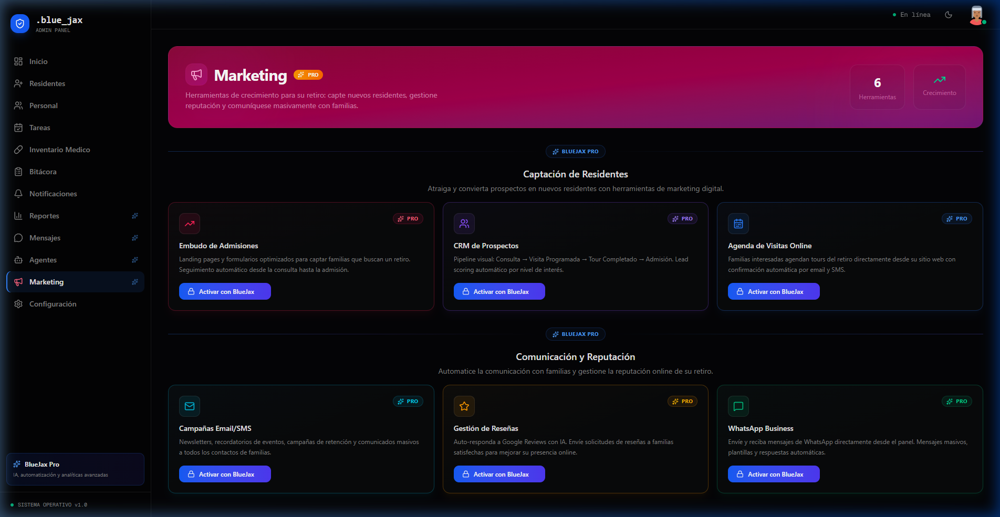 .blue_jax
ADMIN PANEL
Inicio
Residentes
Personal
Tareas
Inventario Medico
Bitácora
Notificaciones
Reportes
Mensajes
Agentes
Marketing
Configuración
BlueJax Pro
IA, automatización y analíticas avanzadas
SISTEMA OPERATIVO v1.0
En línea
Marketing PRO
Herramientas de crecimiento para su retiro: capte nuevos residentes, gestione
reputación y comuníquese masivamente con familias.
6
Herramientas
Crecimiento
BLUEJAX PRO
Captación de Residentes
Atraiga y convierta prospectos en nuevos residentes con herramientas de marketing digital.
PRO
Embudo de Admisiones
Landing pages y formularios optimizados para captar familias que buscan un retiro.
Seguimiento automático desde la consulta hasta la admisión.
Activar con BlueJax
PRO
CRM de Prospectos
Pipeline visual: Consulta → Visita Programada → Tour Completado → Admisión. Lead
scoring automático por nivel de interés.
Activar con BlueJax
PRO
Agenda de Visitas Online
Familias interesadas agendan tours del retiro directamente desde su sitio web con
confirmación automática por email y SMS.
Activar con BlueJax
BLUEJAX PRO
Comunicación y Reputación
Automatice la comunicación con familias y gestione la reputación online de su retiro.
PRO
Campañas Email/SMS
Newsletters, recordatorios de eventos, campañas de retención y comunicados masivos
a todos los contactos de familias.
Activar con BlueJax
PRO
Gestión de Reseñas
Auto-responda a Google Reviews con IA. Envíe solicitudes de reseñas a familias
satisfechas para mejorar su presencia online.
Activar con BlueJax
PRO
WhatsApp Business
Envíe y reciba mensajes de WhatsApp directamente desde el panel. Mensajes masivos,
plantillas y respuestas automáticas.
Activar con BlueJax